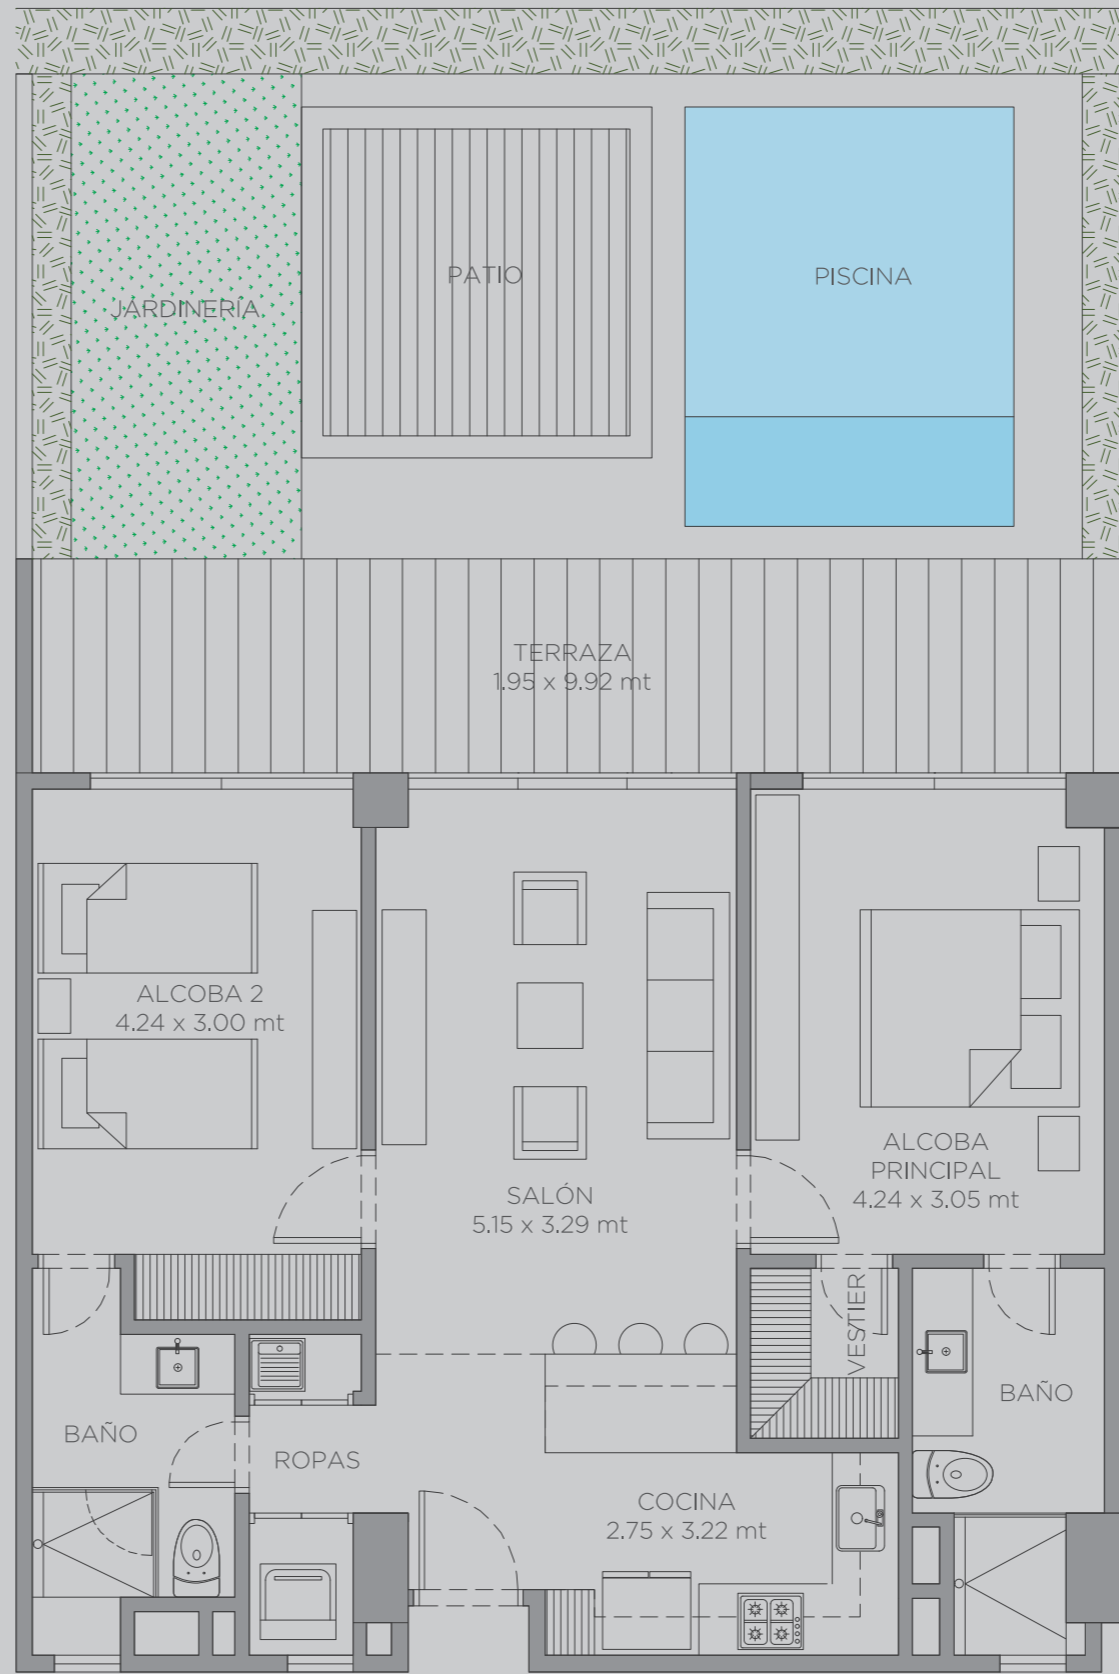 JARDINERÍA
PATIO
PISCINA
TERRAZA
1.95 x 9.92 mt
ALCOBA 2
4.24 x 3.00 mt
SALÓN
5.15 x 3.29 mt
ALCOBA
PRINCIPAL
4.24 x 3.05 mt
VESTIER
BAÑO
BAÑO
ROPAS
COCINA
2.75 x 3.22 mt